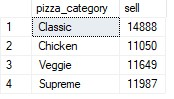 pizza_category sell
1 Classic 14888
2 Chicken 11050
3 Veggie 11649
4 Supreme 11987